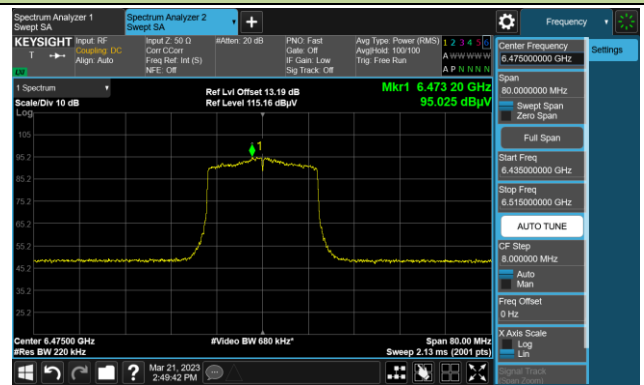 Spectrum Analyzer 1
Swept SA
Spectrum Analyzer 2
Swept SA
Frequency
KEYSIGHT
Input: RF
Coupling: DC
Align: Auto
Input Z: 50 Ω
Corr CCorr
Freq Ref: Int (S)
NFE: Off
#Atten: 20 dB
PNO: Fast
Gate: Off
IF Gain: Low
Sig Track: Off
Avg Type: Power (RMS)
Avg|Hold: 100/100
Trig: Free Run
1 2 3 4 5 6
A W W W W W
A P N N N N
1 Spectrum
Scale/Div 10 dB
Log
Ref Lvl Offset 13.19 dB
Ref Level 115.16 dBµV
Mkr1 6.473 20 GHz
95.025 dBµV
105
95.2
85.2
75.2
65.2
55.2
45.2
35.2
25.2
1
Center 6.47500 GHz
#Res BW 220 kHz
#Video BW 680 kHz*
Span 80.00 MHz
Sweep 2.13 ms (2001 pts)
Mar 21, 2023
2:49:42 PM
Center Frequency
6.475000000 GHz
Settings
Span
80.0000000 MHz
Swept Span
Zero Span
Full Span
Start Freq
6.435000000 GHz
Stop Freq
6.515000000 GHz
AUTO TUNE
CF Step
8.000000 MHz
Auto
Man
Freq Offset
0 Hz
X Axis Scale
Log
Lin
Signal Track
(Span Zoom)